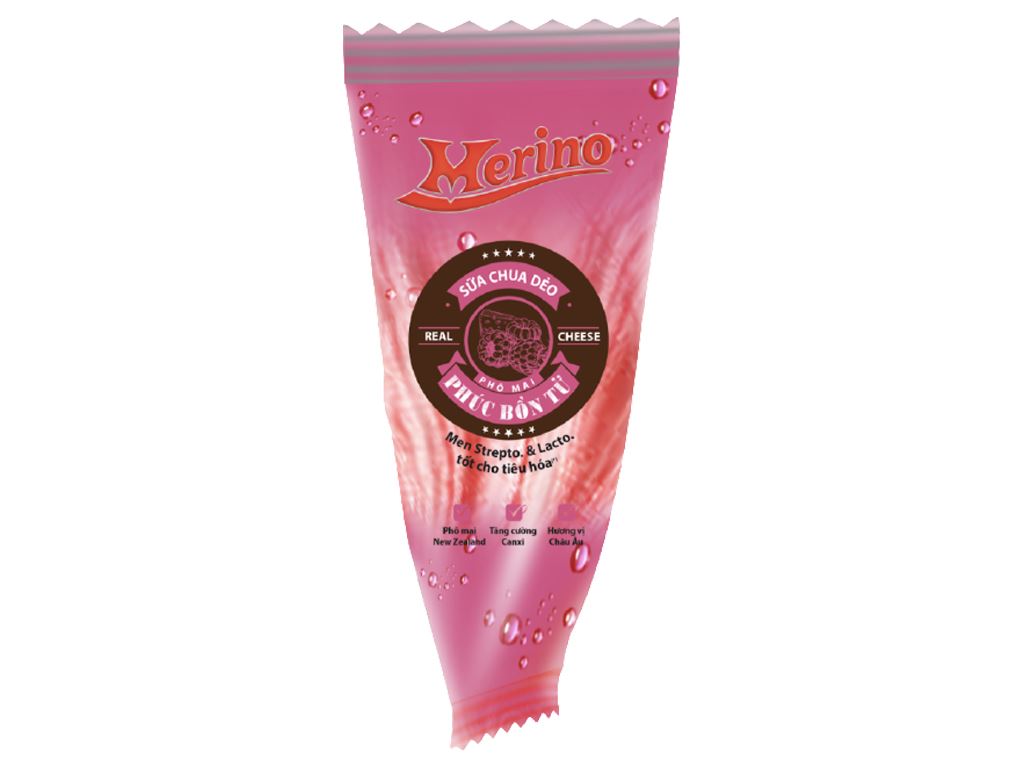 Merino
SỮA CHUA DẺO
REAL CHEESE
PHÔ MAI
PHÚC BỒN TỬ
Men Strepto. & Lacto.
tốt cho tiêu hóa(*)
Phô mai
New Zealand
Tăng cường
Canxi
Hương vị
Châu Âu